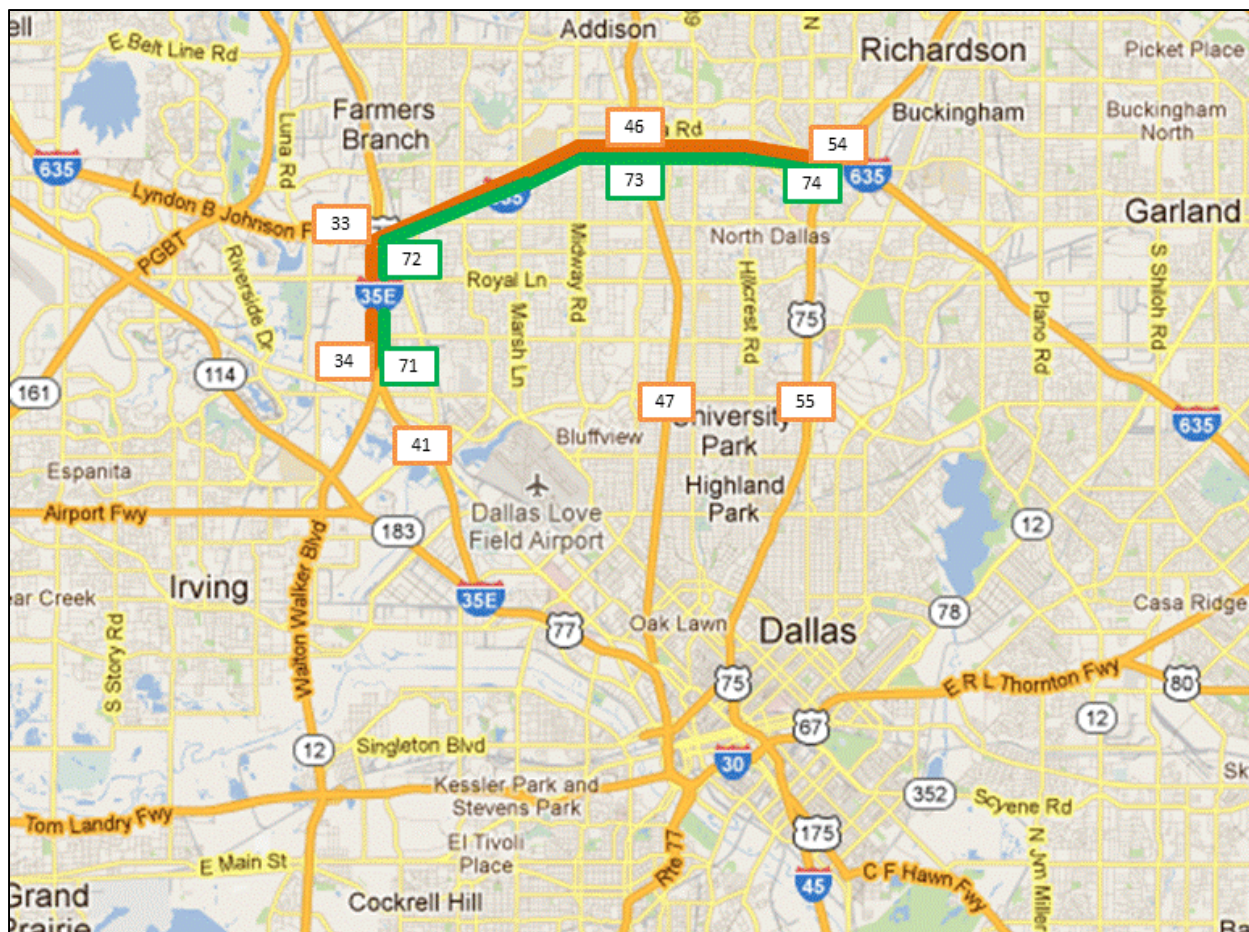 ell
Addison
N
E Belt Line Rd
Richardson
Picket Place
Farmers
Branch
Luna Rd
46
a Rd
54
Buckingham
Buckingham
North
635
635
635
73
74
Lyndon B Johnson F
33
Garland
PGBT
Riverside Dr
72
Royal Ln
Midway Rd
North Dallas
Hillcrest Rd
S Shiloh Rd
35E
Marsh Ln
75
Plano Rd
34
71
114
161
47
55
635
41
Bluffview
University
Park
Espanita
Highland
Park
Airport Fwy
183
Dallas Love
Field Airport
12
Irving
Walton Walker Blvd
35E
78
ear Creek
Casa Ridge
S Story Rd
77
Oak Lawn
Dallas
75
E R L Thornton Fwy
80
12
Singleton Blvd
67
12
30
Sk
Kessler Park and
Stevens Park
352
Scyene Rd
Tom Landry Fwy
El Tivoli
Place
175
N Jim Miller
E Main St
Rte 77
C F Hawn Fwy
45
Grand
Prairie
Cockrell Hill
Ba